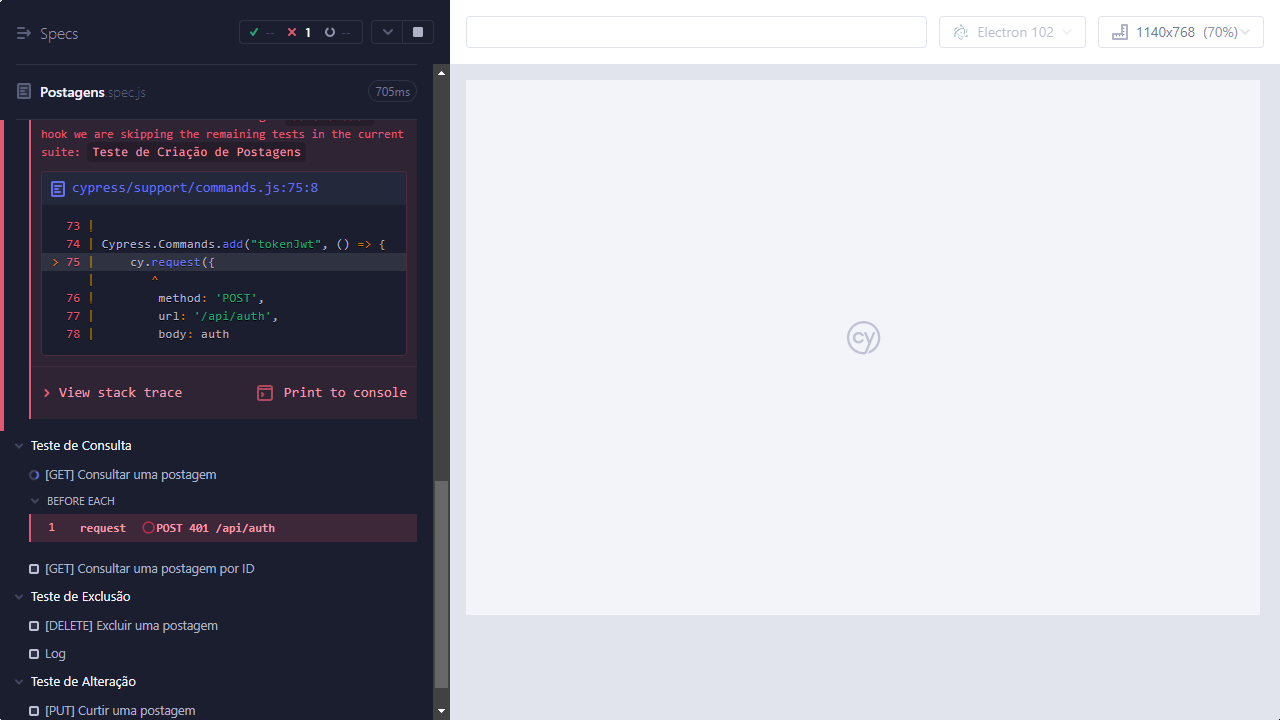 Specs
-- 1 --
Electron 102
1140x768 (70%)
Postagens.spec.js
705ms
hook we are skipping the remaining tests in the current
suite: Teste de Criação de Postagens
cypress/support/commands.js:75:8
73 |
74 | Cypress.Commands.add("tokenJwt", () => {
> 75 |     cy.request({
|        ^
76 |         method: 'POST',
77 |         url: '/api/auth',
78 |         body: auth
View stack trace
Print to console
cy
Teste de Consulta
[GET] Consultar uma postagem
BEFORE EACH
1 request POST 401 /api/auth
[GET] Consultar uma postagem por ID
Teste de Exclusão
[DELETE] Excluir uma postagem
Log
Teste de Alteração
[PUT] Curtir uma postagem